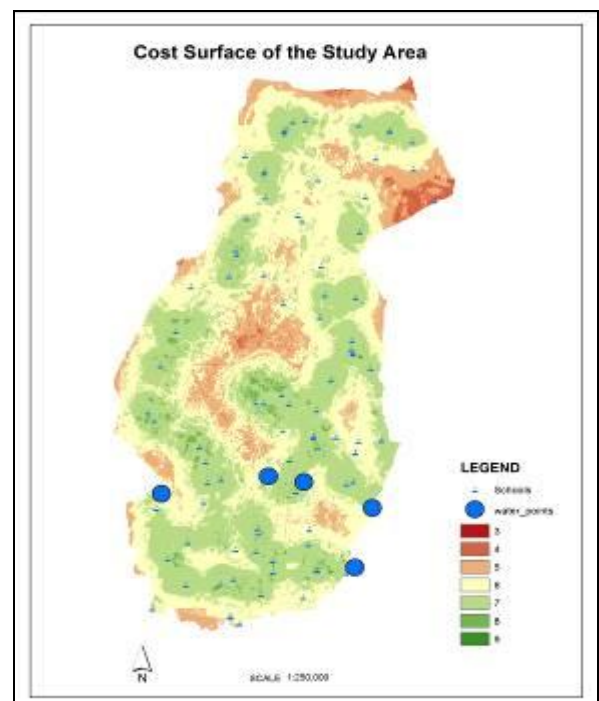 Cost Surface of the Study Area
LEGEND
Schools
water_points
3
4
5
6
7
8
9
N
SCALE 1:250,000